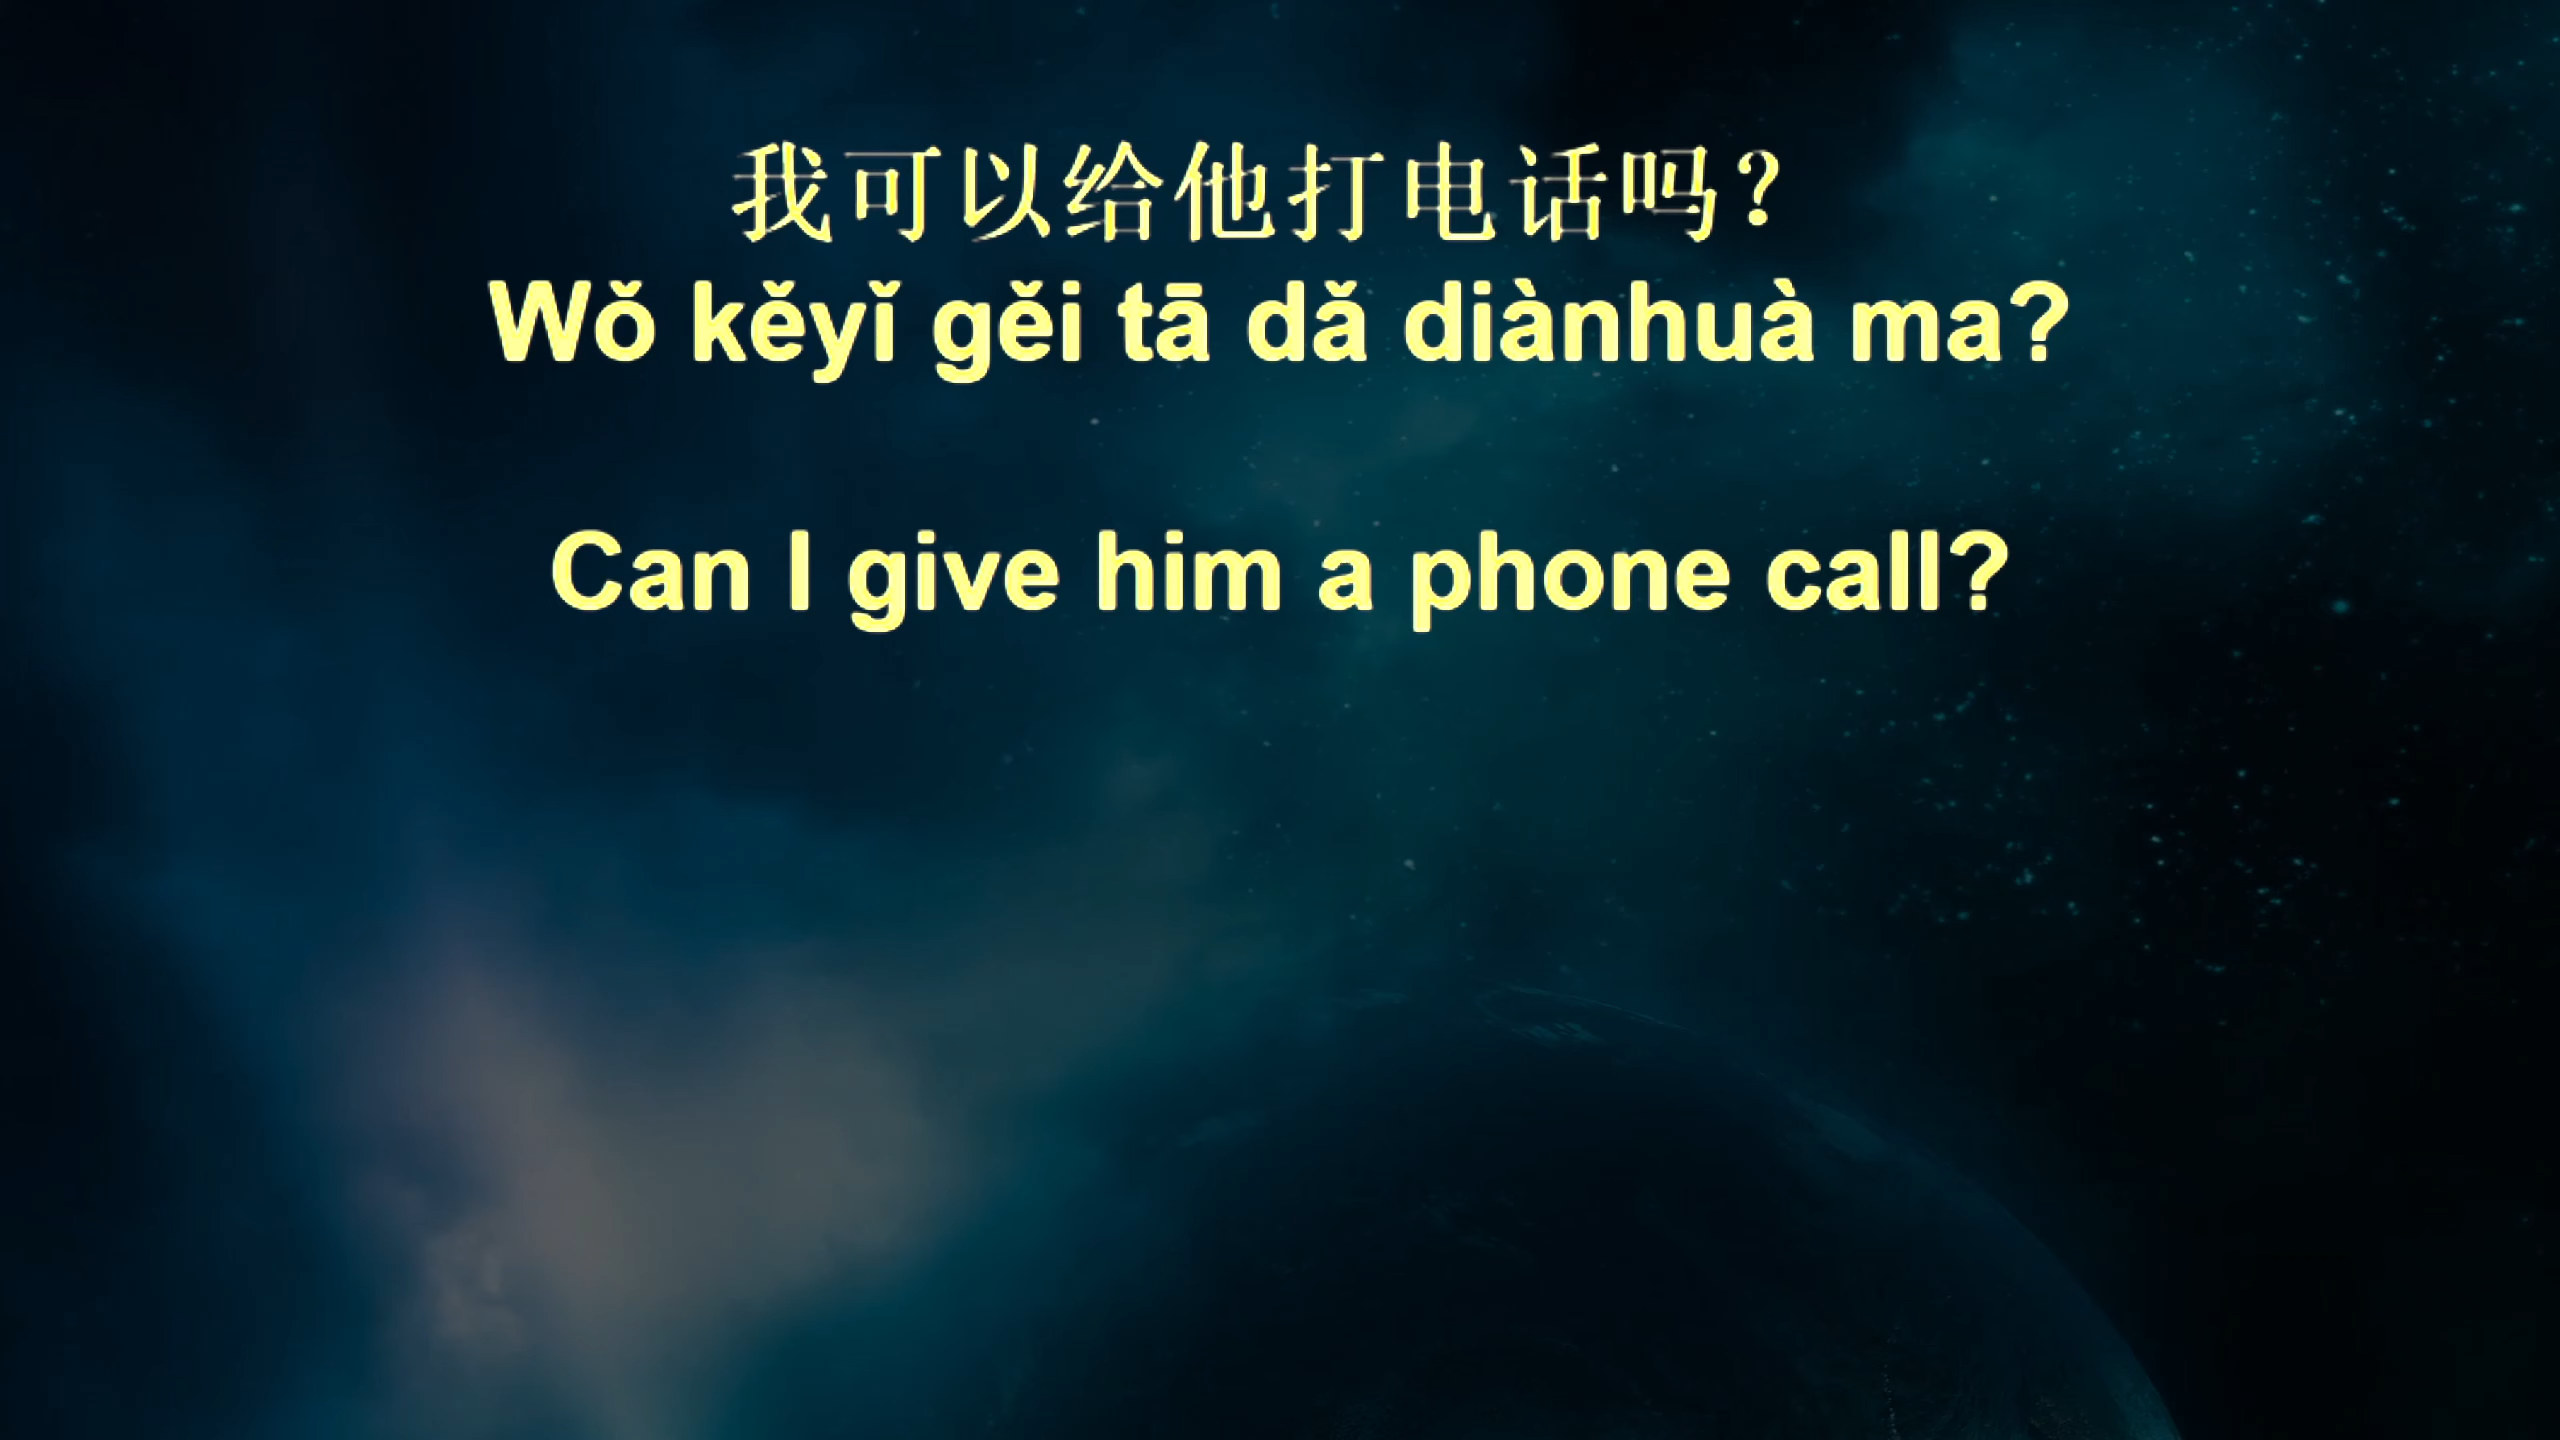 我可以给他打电话吗?
Wǒ kěyǐ gěi tā dǎ diànhuà ma?
Can I give him a phone call?